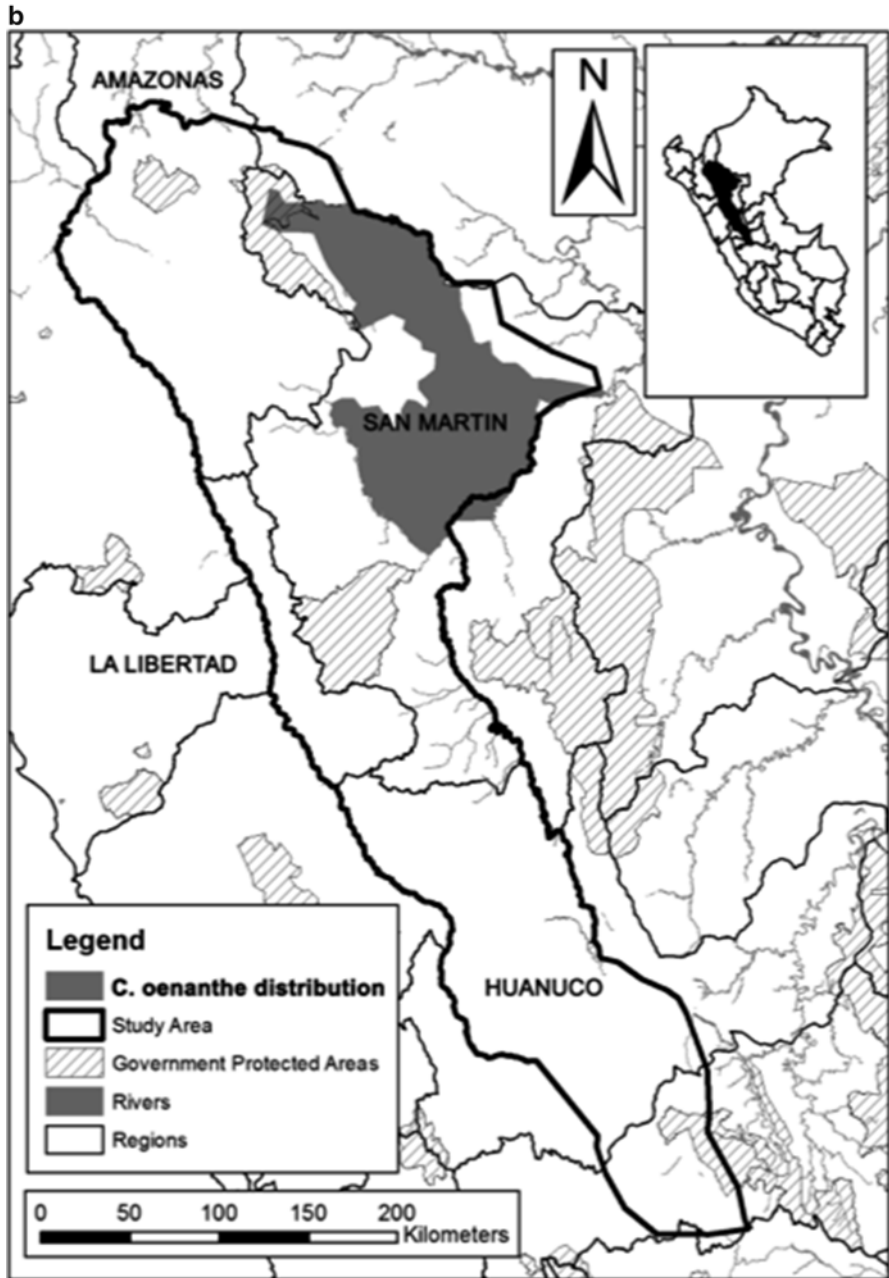 b
AMAZONAS
N
SAN MARTIN
LA LIBERTAD
HUANUCO
Legend
C. oenanthe distribution
Study Area
Government Protected Areas
Rivers
Regions
0 50 100 150 200
Kilometers